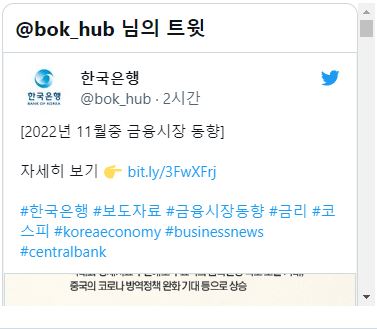 @bok_hub 님의 트윗
한국은행
@bok_hub · 2시간
한국은행
BANK OF KOREA
[2022년 11월중 금융시장 동향]
자세히 보기 👉 bit.ly/3FwXFrj
#한국은행 #보도자료 #금융시장동향 #금리 #코
스피 #koreaeconomy #businessnews
#centralbank
중국의 코로나 방역정책 완화 기대 등으로 상승